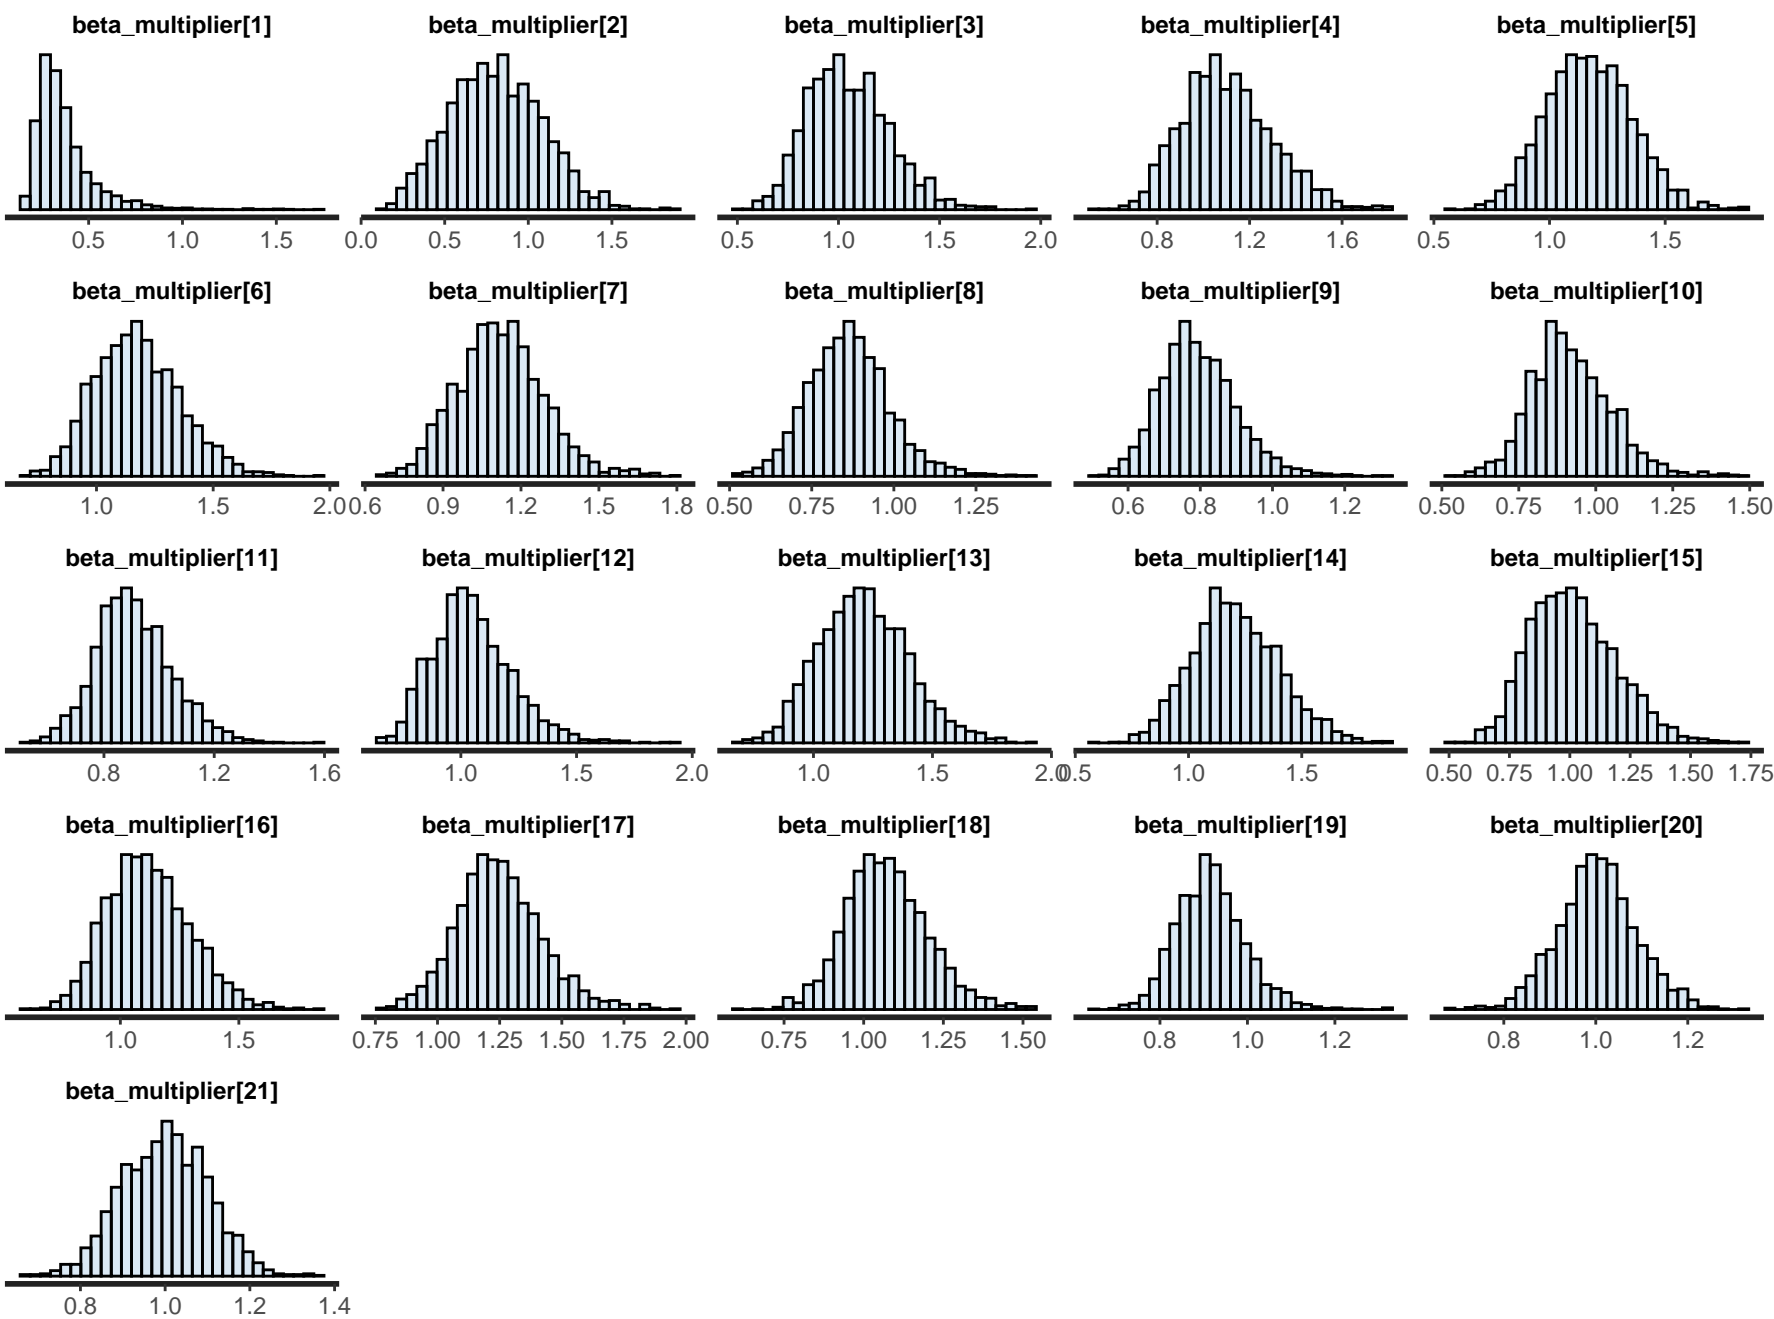 beta_multiplier[1] beta_multiplier[2] beta_multiplier[3] beta_multiplier[4] beta_multiplier[5]
0.5 1.0 1.5 0.0 0.5 1.0 1.5 0.5 1.0 1.5 2.0 0.8 1.2 1.6 0.5 1.0 1.5
beta_multiplier[6] beta_multiplier[7] beta_multiplier[8] beta_multiplier[9] beta_multiplier[10]
1.0 1.5 2.0 0.6 0.9 1.2 1.5 1.8 0.50 0.75 1.00 1.25 0.6 0.8 1.0 1.2 0.50 0.75 1.00 1.25 1.50
beta_multiplier[11] beta_multiplier[12] beta_multiplier[13] beta_multiplier[14] beta_multiplier[15]
0.8 1.2 1.6 1.0 1.5 2.0 1.0 1.5 2.0 0.5 1.0 1.5 0.50 0.75 1.00 1.25 1.50 1.75
beta_multiplier[16] beta_multiplier[17] beta_multiplier[18] beta_multiplier[19] beta_multiplier[20]
1.0 1.5 0.75 1.00 1.25 1.50 1.75 2.00 0.75 1.00 1.25 1.50 0.8 1.0 1.2 0.8 1.0 1.2
beta_multiplier[21]
0.8 1.0 1.2 1.4